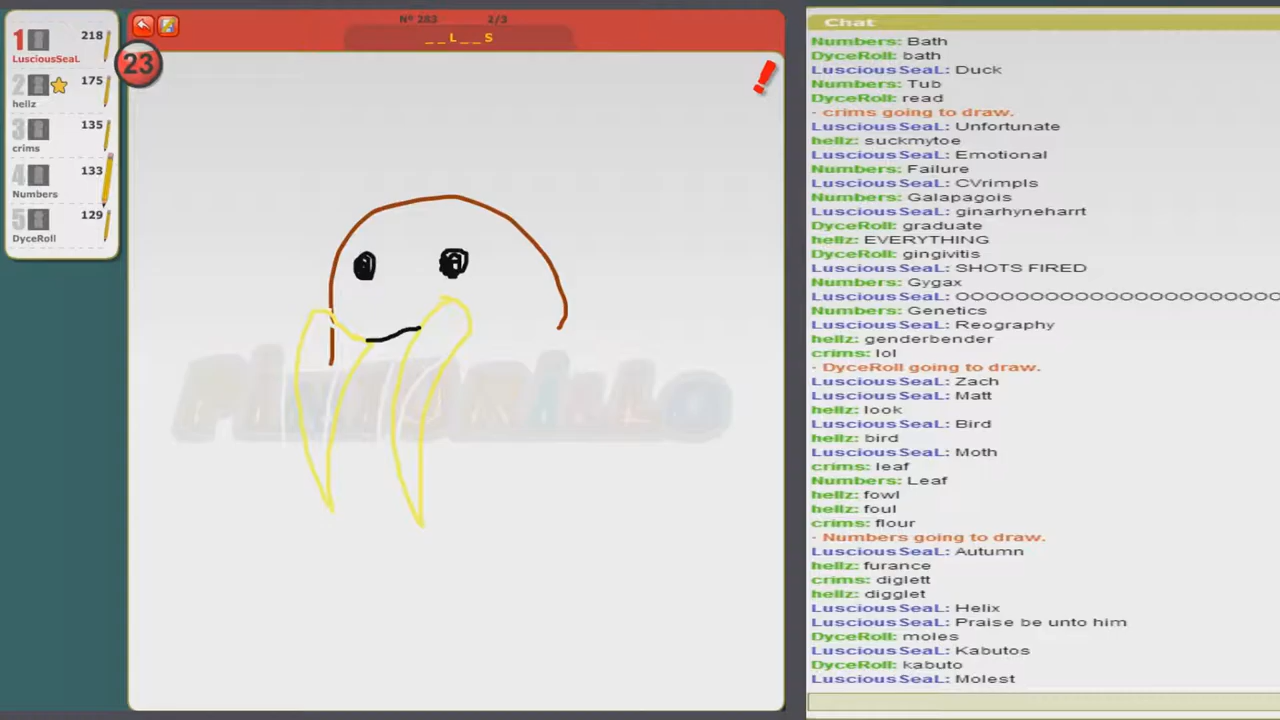 1 218
LusciousSeaL
2 175
hellz
3 135
crims
4 133
Numbers
5 129
DyceRoll
23
Nº 283 2/3
_ _ L _ _ S
Chat
Numbers: Bath
DyceRoll: bath
LusciousSeaL: Duck
Numbers: Tub
DyceRoll: read
- crims going to draw.
LusciousSeaL: Unfortunate
hellz: suckmytoe
LusciousSeaL: Emotional
Numbers: Failure
LusciousSeaL: CVrimpls
Numbers: Galapagois
LusciousSeaL: ginarhyneharrt
DyceRoll: graduate
hellz: EVERYTHING
DyceRoll: gingivitis
LusciousSeaL: SHOTS FIRED
Numbers: Gygax
LusciousSeaL: OOOOOOOOOOOOOOOOOOOOOOO
Numbers: Genetics
LusciousSeaL: Reography
hellz: genderbender
crims: lol
- DyceRoll going to draw.
LusciousSeaL: Zach
LusciousSeaL: Matt
hellz: look
LusciousSeaL: Bird
hellz: bird
LusciousSeaL: Moth
crims: leaf
Numbers: Leaf
hellz: fowl
hellz: foul
crims: flour
- Numbers going to draw.
LusciousSeaL: Autumn
hellz: furance
crims: diglett
hellz: digglet
LusciousSeaL: Helix
LusciousSeaL: Praise be unto him
DyceRoll: moles
LusciousSeaL: Kabutos
DyceRoll: kabuto
LusciousSeaL: Molest